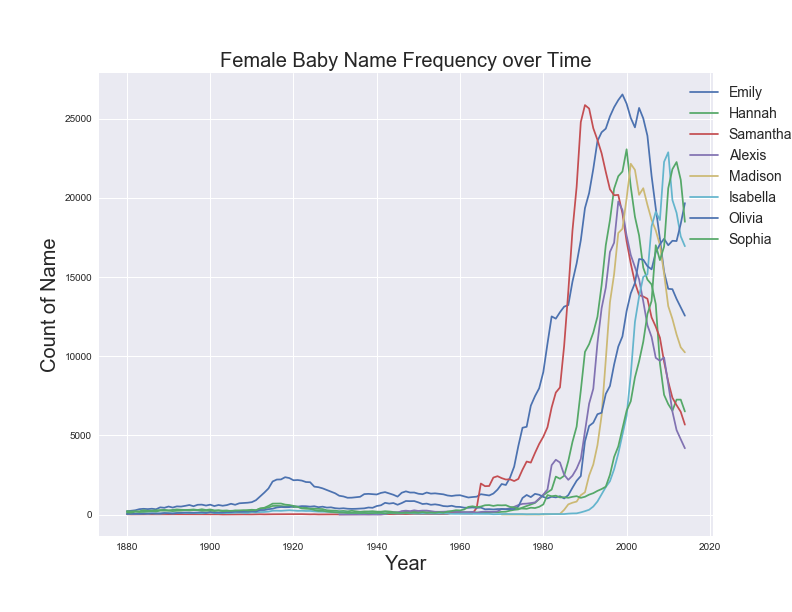 Female Baby Name Frequency over Time
Emily
Hannah
Samantha
Alexis
Madison
Isabella
Olivia
Sophia
25000
20000
15000
10000
5000
0
Count of Name
1880 1900 1920 1940 1960 1980 2000 2020
Year